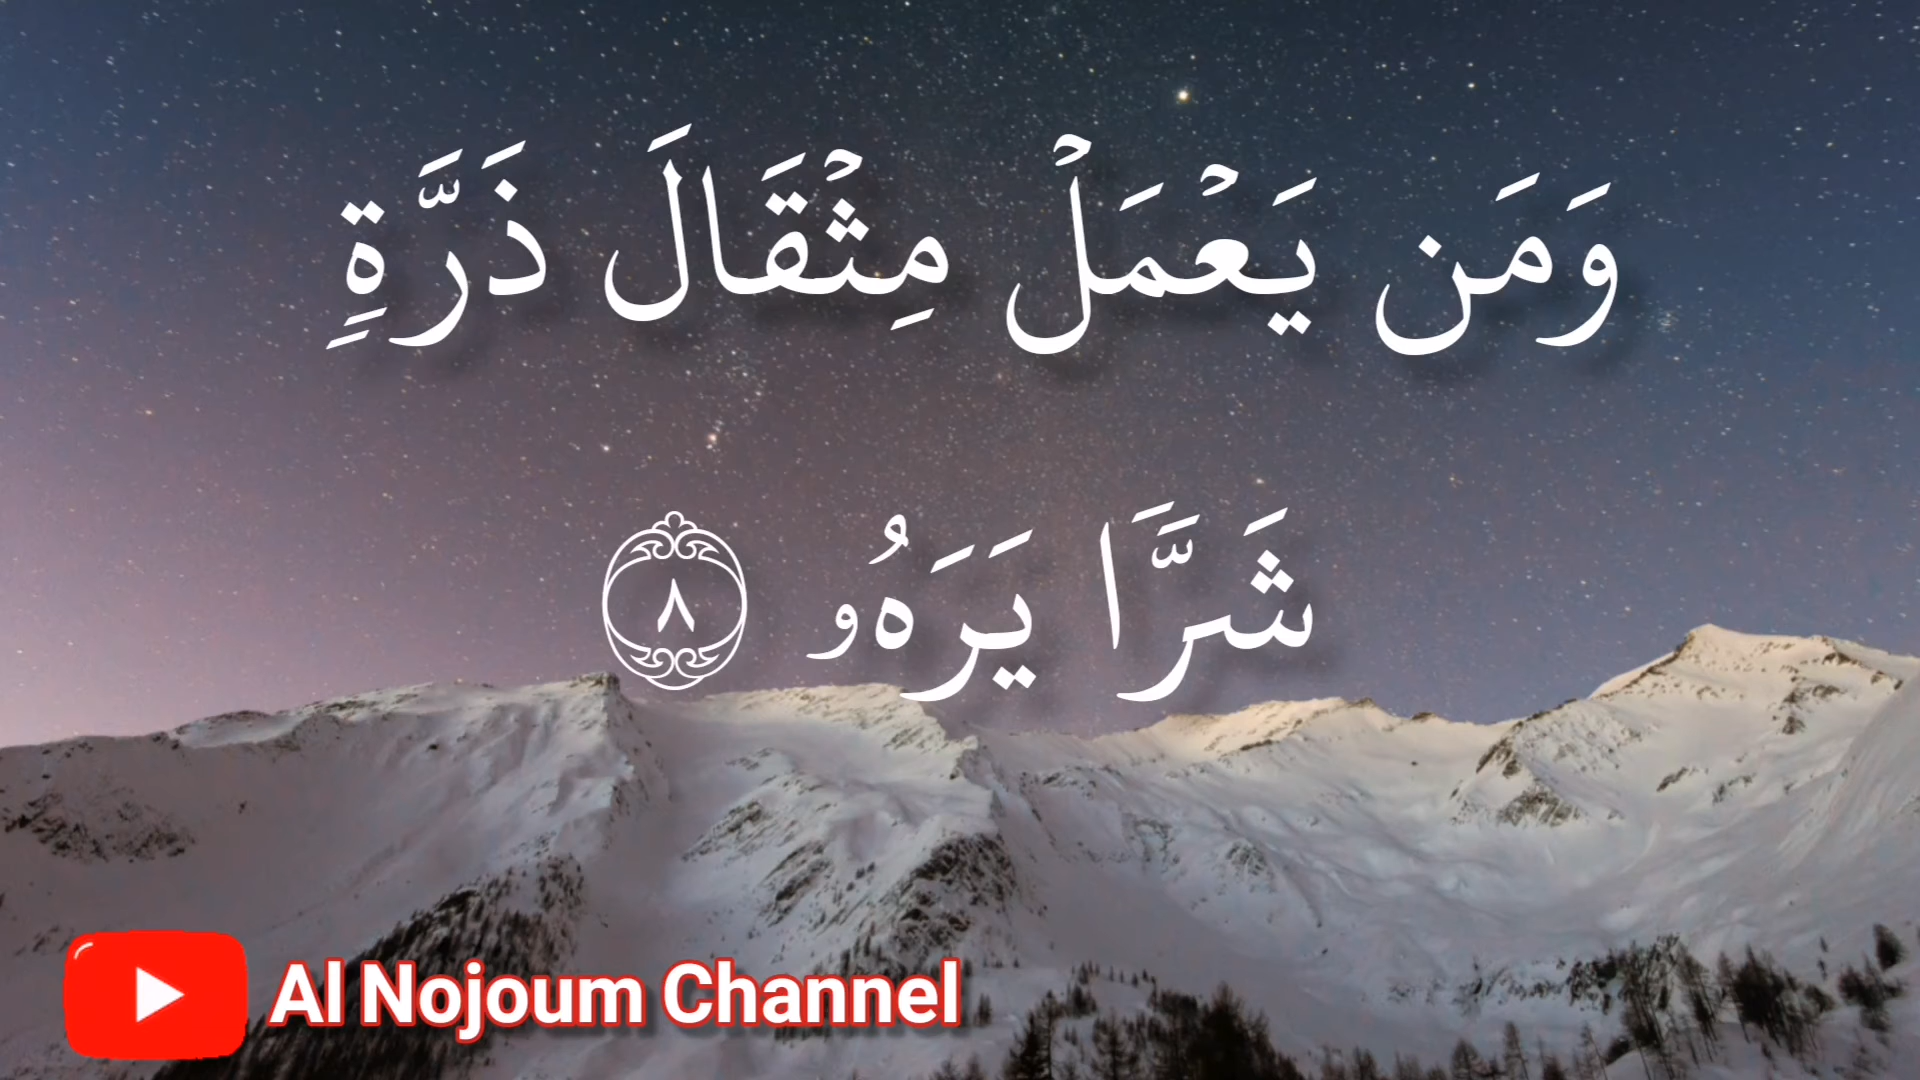 وَمَن يَعۡمَلۡ مِثۡقَالَ ذَرَّةٖ
شَرّٗا يَرَهُۥ ٨
Al Nojoum Channel